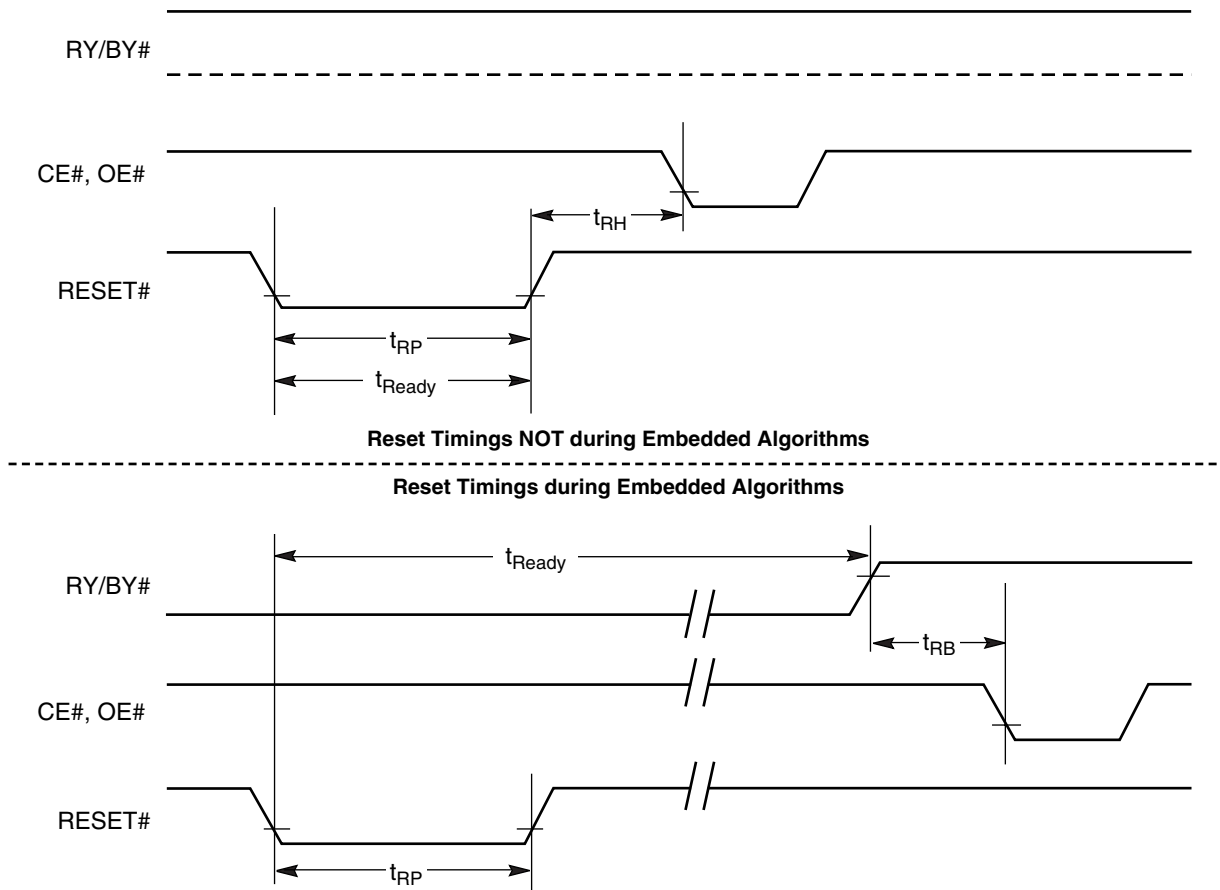 RY/BY#
CE#, OE#
tRH
RESET#
tRP
tReady
Reset Timings NOT during Embedded Algorithms
Reset Timings during Embedded Algorithms
tReady
RY/BY#
tRB
CE#, OE#
RESET#
tRP